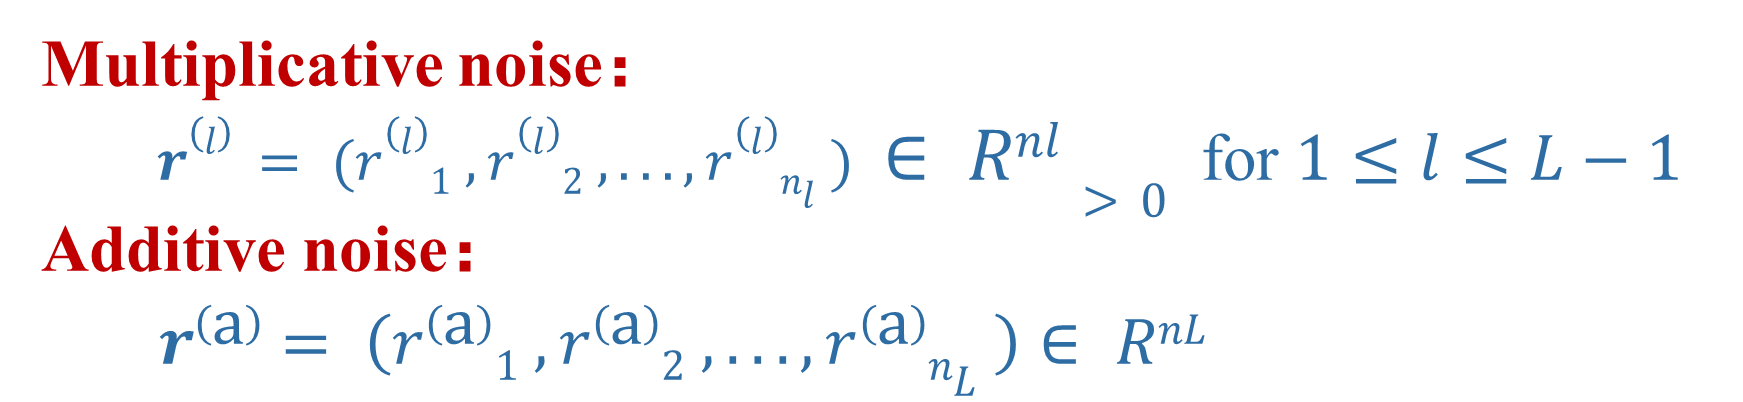 Multiplicative noise:
r^(l) = (r^(l)_1, r^(l)_2, ..., r^(l)_{n_l}) ∈ R^{nl}_{> 0} for 1 ≤ l ≤ L − 1
Additive noise:
r^(a) = (r^(a)_1, r^(a)_2, ..., r^(a)_{n_L}) ∈ R^{nL}